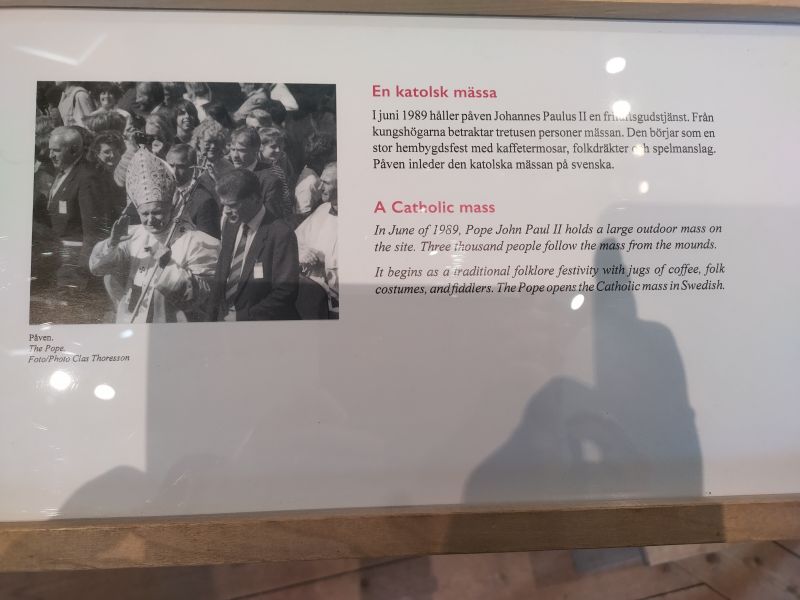 En katolsk mässa
I juni 1989 håller påven Johannes Paulus II en friluftsgudstjänst. Från
kungshögarna betraktar tretusen personer mässan. Den börjar som en
stor hembygdsfest med kaffetermosar, folkdräkter och spelmanslag.
Påven inleder den katolska mässan på svenska.
A Catholic mass
In June of 1989, Pope John Paul II holds a large outdoor mass on
the site. Three thousand people follow the mass from the mounds.
It begins as a traditional folklore festivity with jugs of coffee, folk
costumes, and fiddlers. The Pope opens the Catholic mass in Swedish.
Påven.
The Pope.
Foto/Photo Clas Thoresson